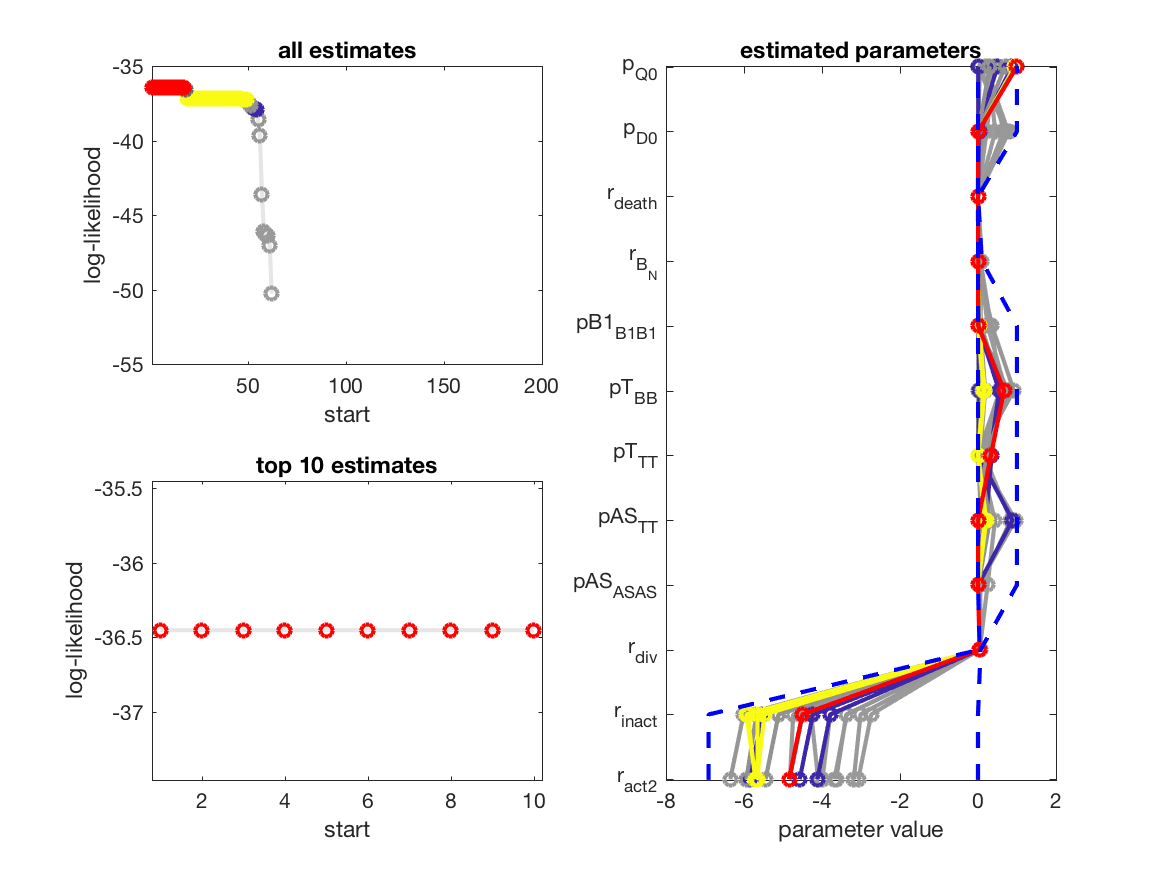 all estimates
-35
-40
-45
-50
-55
50
100
150
200
log-likelihood
start
top 10 estimates
-35.5
-36
-36.5
-37
2
4
6
8
10
log-likelihood
start
estimated parameters
pQ0
pD0
rdeath
rBN
pB1B1B1
pTBB
pTTT
pASTT
pASASAS
rdiv
rinact
ract2
-8
-6
-4
-2
0
2
parameter value